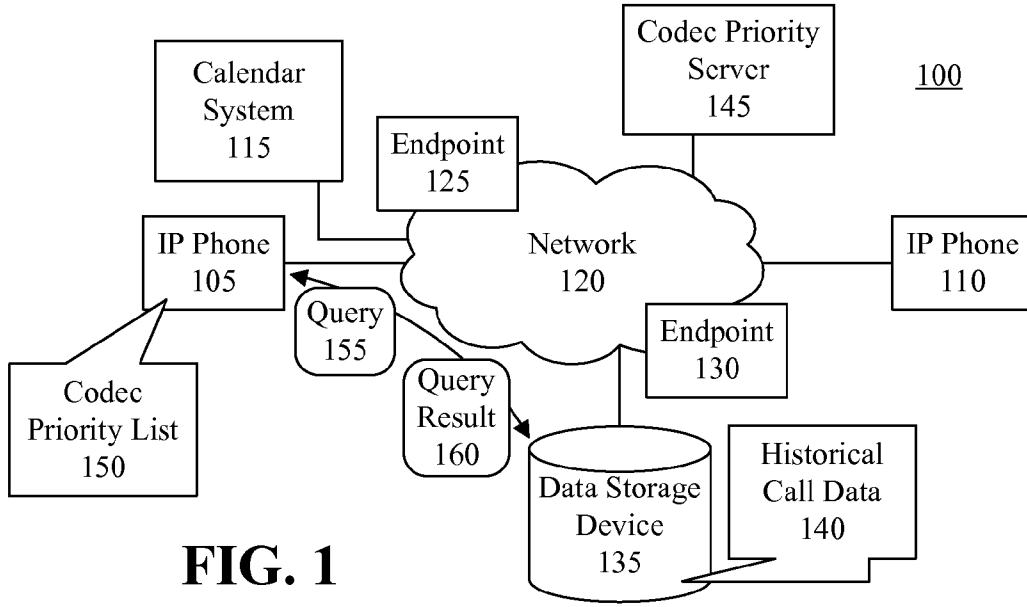 Codec Priority
Server
145
100
Calendar
System
115
Endpoint
125
IP Phone
105
Network
120
IP Phone
110
Query
155
Endpoint
130
Codec
Priority List
150
Query
Result
160
Data Storage
Device
135
Historical
Call Data
140
FIG. 1